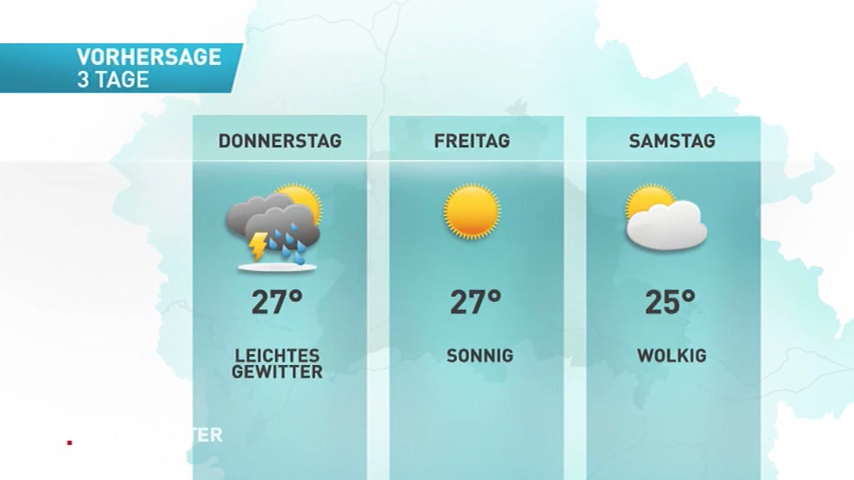 VORHERSAGE
3 TAGE
DONNERSTAG
FREITAG
SAMSTAG
27°
27°
25°
LEICHTES
GEWITTER
SONNIG
WOLKIG